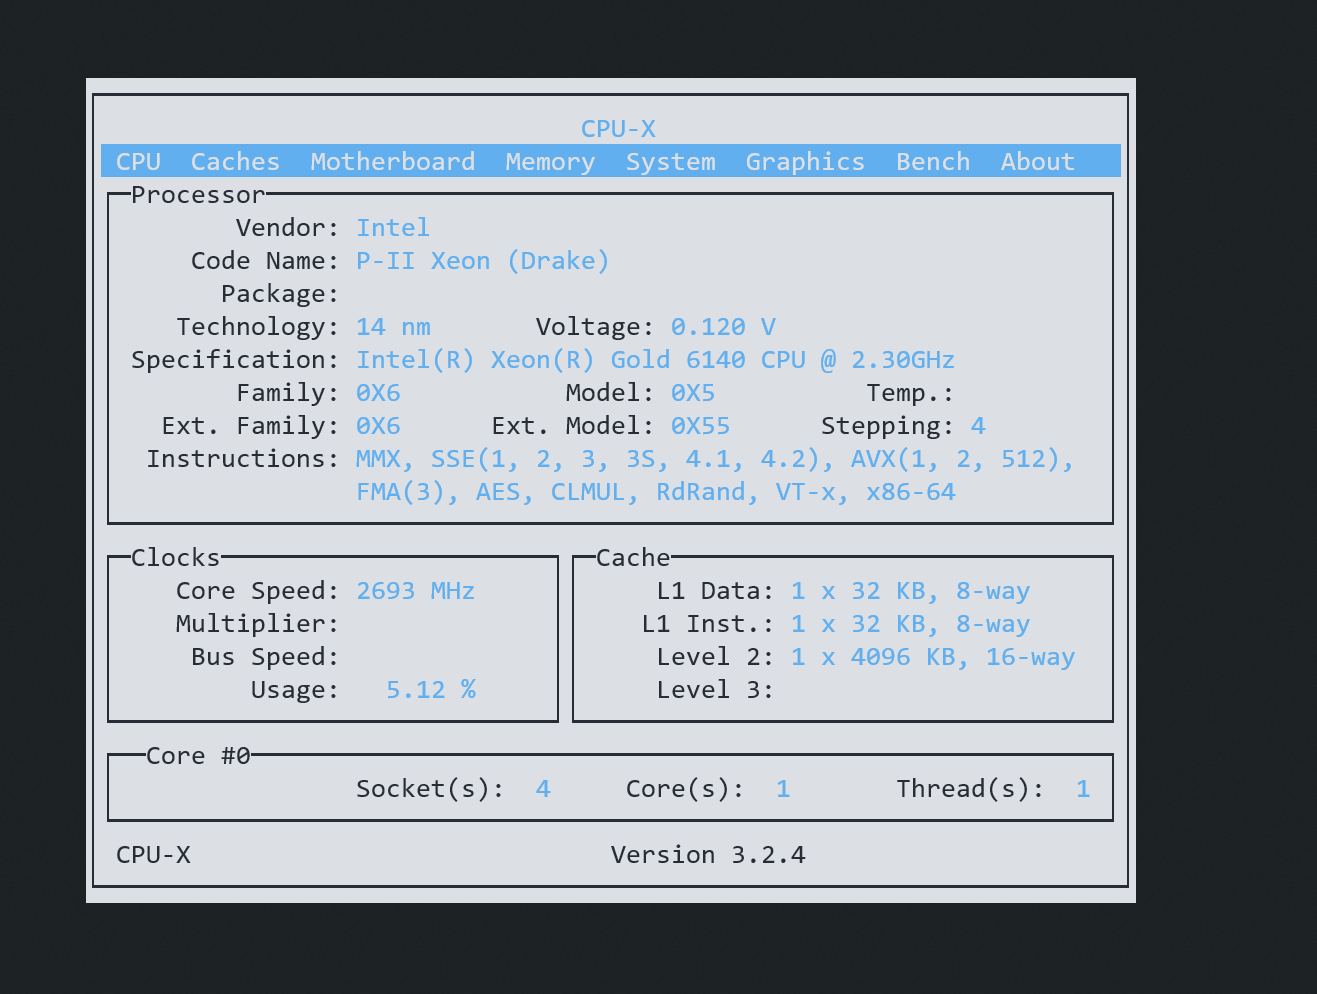 CPU-X
CPU Caches Motherboard Memory System Graphics Bench About
Processor
Vendor: Intel
Code Name: P-II Xeon (Drake)
Package:
Technology: 14 nm Voltage: 0.120 V
Specification: Intel(R) Xeon(R) Gold 6140 CPU @ 2.30GHz
Family: 0X6 Model: 0X5 Temp.:
Ext. Family: 0X6 Ext. Model: 0X55 Stepping: 4
Instructions: MMX, SSE(1, 2, 3, 3S, 4.1, 4.2), AVX(1, 2, 512),
FMA(3), AES, CLMUL, RdRand, VT-x, x86-64
Clocks
Core Speed: 2693 MHz
Multiplier:
Bus Speed:
Usage: 5.12 %
Cache
L1 Data: 1 x 32 KB, 8-way
L1 Inst.: 1 x 32 KB, 8-way
Level 2: 1 x 4096 KB, 16-way
Level 3:
Core #0
Socket(s): 4 Core(s): 1 Thread(s): 1
CPU-X Version 3.2.4